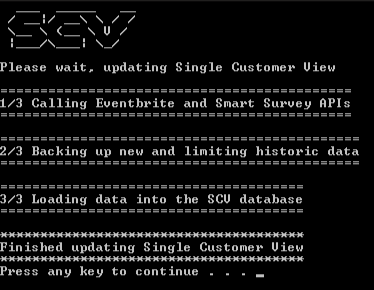 SCV
Please wait, updating Single Customer View
============================================
1/3 Calling Eventbrite and Smart Survey APIs
============================================
=============================================
2/3 Backing up new and limiting historic data
=============================================
======================================
3/3 Loading data into the SCV database
======================================
**************************************
Finished updating Single Customer View
**************************************
Press any key to continue . . . _